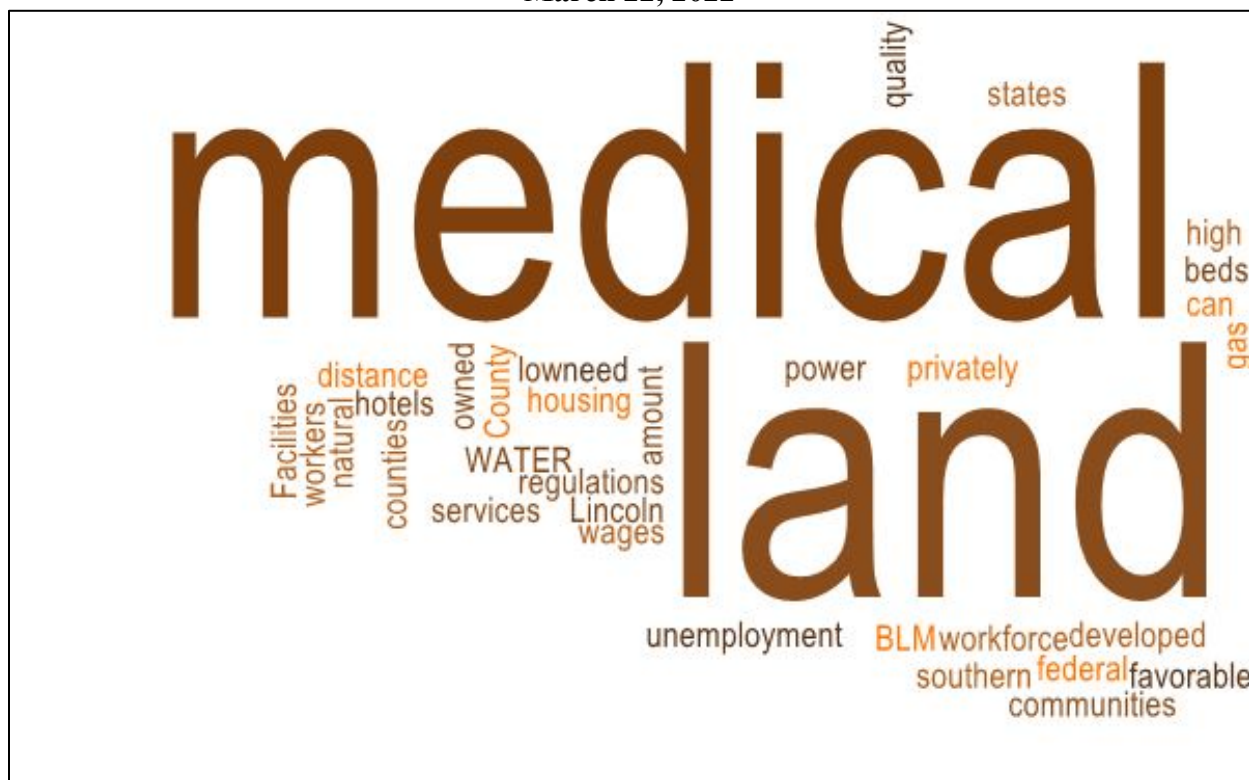 quality
states
medical
high
beds
can
gas
distance
hotels
Facilities
workers
natural
counties
owned
County
lowneed
housing
amount
WATER
regulations
services
Lincoln
wages
power
privately
land
unemployment
BLM
workforce
developed
southern
federal
favorable
communities